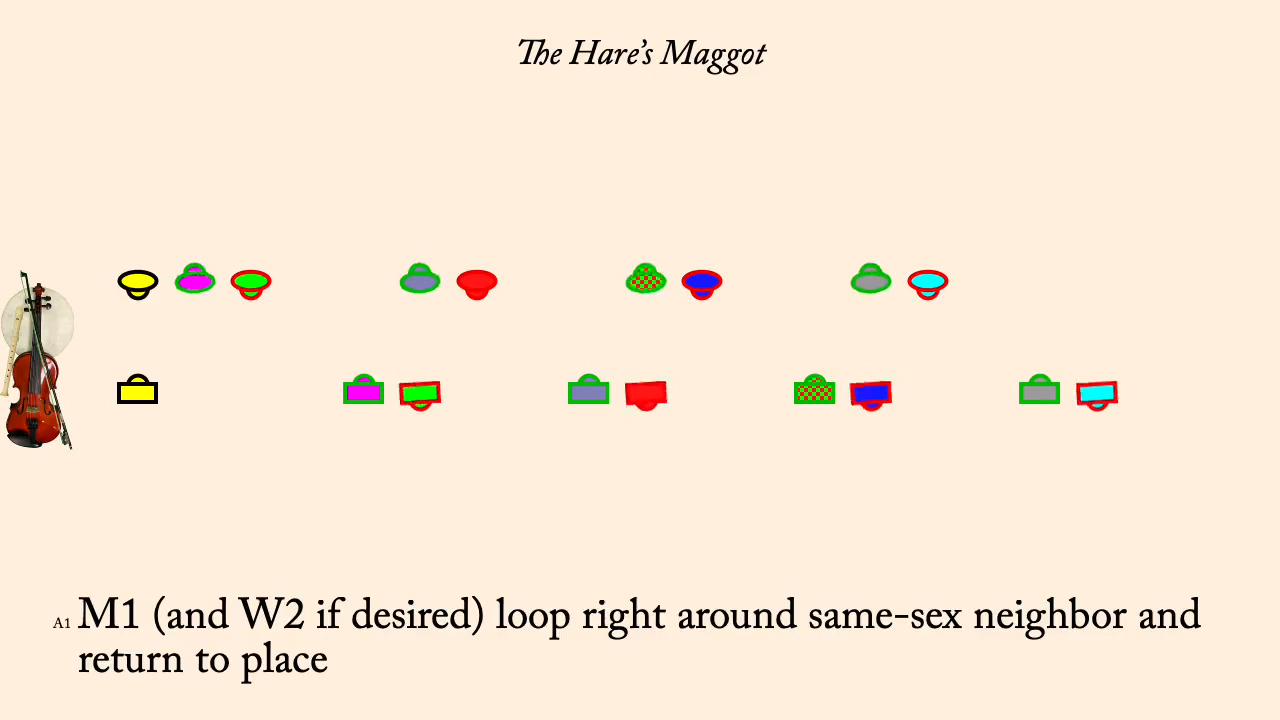 The Hare’s Maggot
A1 M1 (and W2 if desired) loop right around same-sex neighbor and
return to place